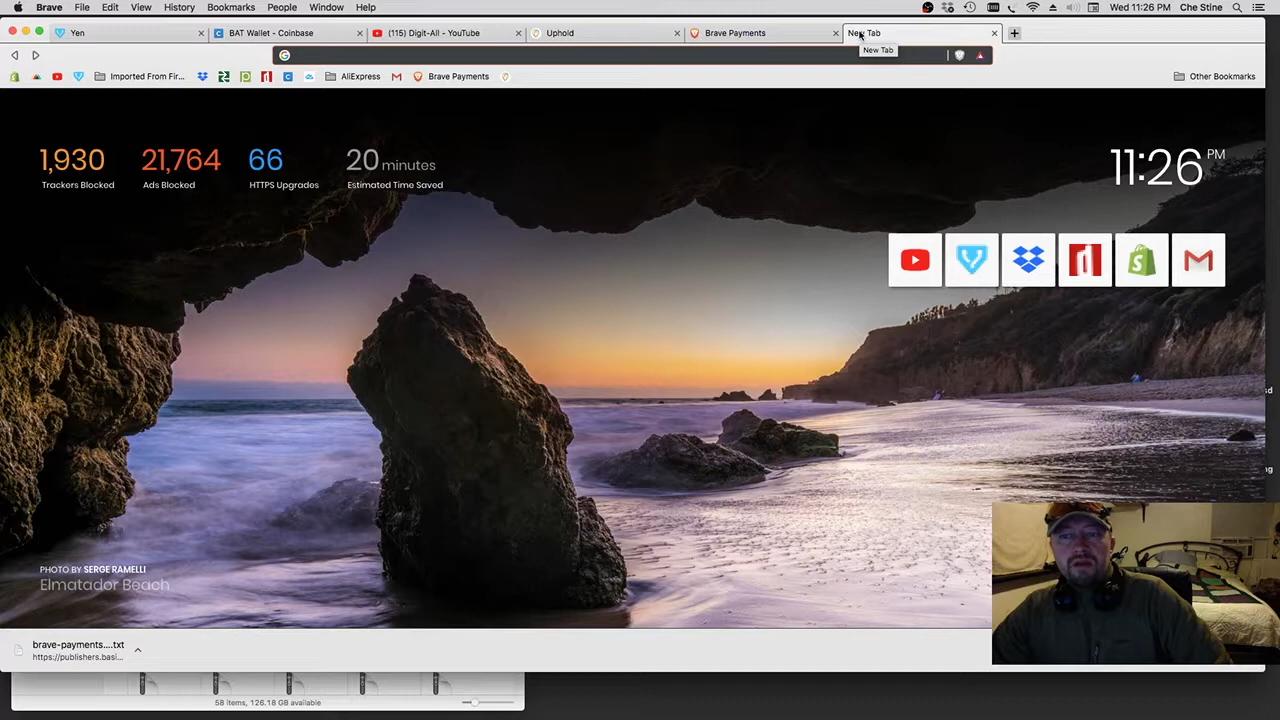 Brave File Edit View History Bookmarks People Window Help Wed 11:26 PM Che Stine
Yen BAT Wallet - Coinbase (115) Digit-All - YouTube Uphold Brave Payments New Tab
New Tab
Imported From Fir... AliExpress Brave Payments Other Bookmarks
1,930 21,764 66 20 minutes
Trackers Blocked Ads Blocked HTTPS Upgrades Estimated Time Saved
11:26 PM
PHOTO BY SERGE RAMELLI
Elmatador Beach
brave-payments....txt
https://publishers.basi...
58 items, 126.18 GB available